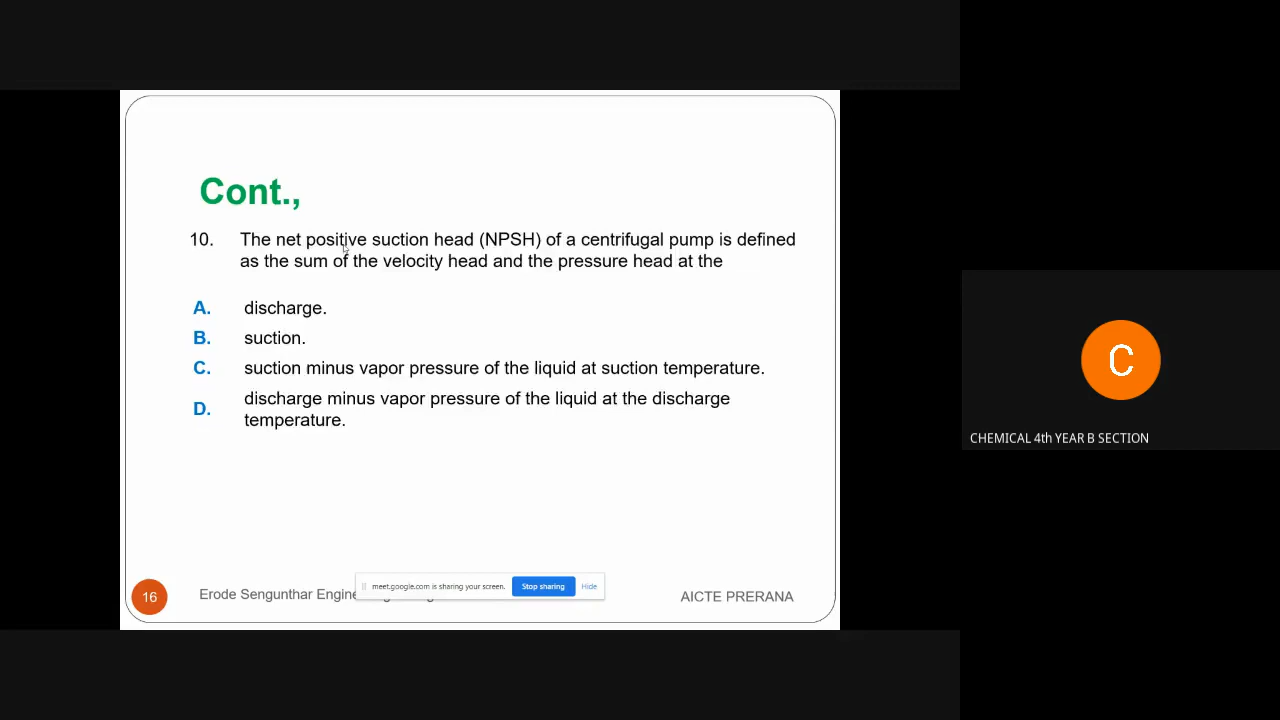 Cont.,
10. The net positive suction head (NPSH) of a centrifugal pump is defined
as the sum of the velocity head and the pressure head at the
A. discharge.
B. suction.
C. suction minus vapor pressure of the liquid at suction temperature.
D. discharge minus vapor pressure of the liquid at the discharge
temperature.
16 Erode Sengunthar
meet.google.com is sharing your screen. Stop sharing Hide
AICTE PRERANA
C
CHEMICAL 4th YEAR B SECTION